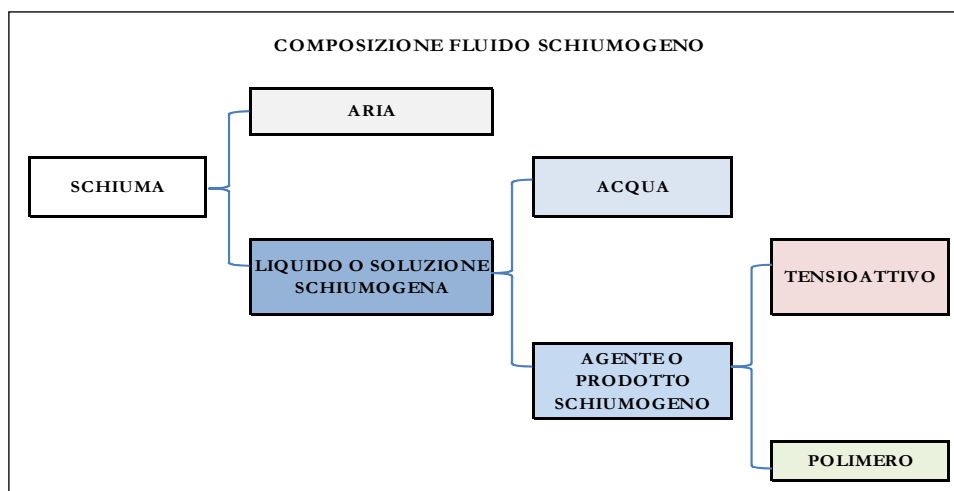 COMPOSIZIONE FLUIDO SCHIUMOGENO
ARIA
SCHIUMA
ACQUA
LIQUIDO O SOLUZIONE
SCHIUMOGENA
TENSIOATTIVO
AGENTE O
PRODOTTO
SCHIUMOGENO
POLIMERO